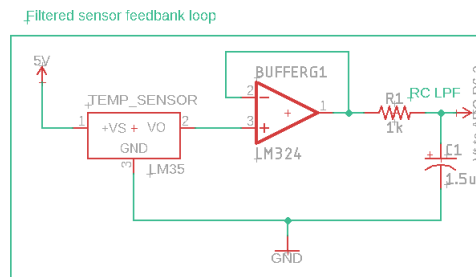 Filtered sensor feedbank loop
5V
BUFFERG1
2
1
3
LM324
TEMP_SENSOR
1
+VS
VO
2
GND
3
LM35
R1
1k
RC LPF
C1
1.5u
GND